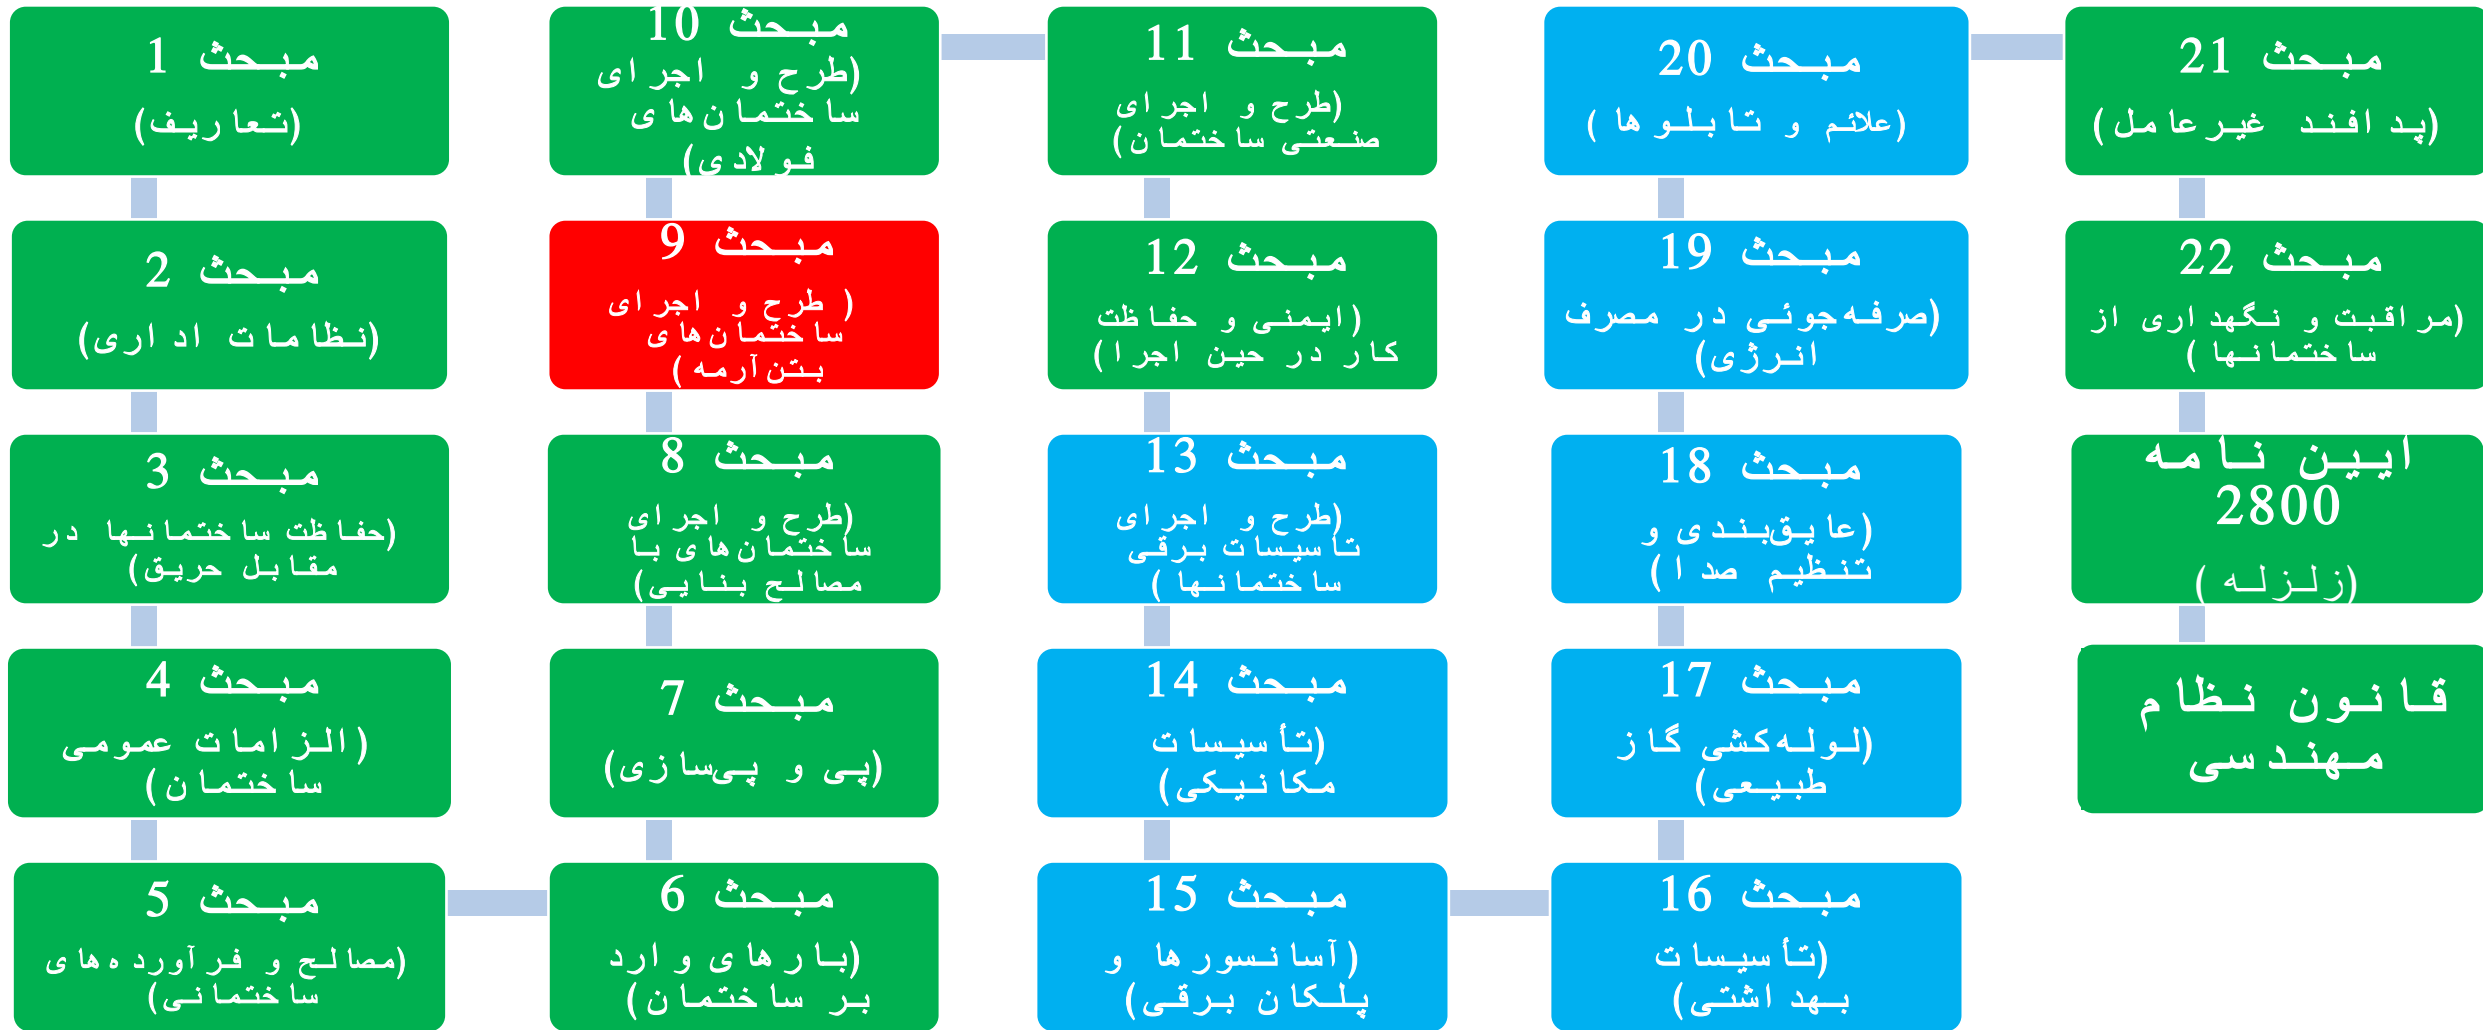 مبحث 1
(تعاریف)
مبحث 2
(نظامات اداری)
مبحث 3
(حفاظت ساختمانها در
مقابل حریق)
مبحث 4
(الزامات عمومی
ساختمان)
مبحث 5
(مصالح و فرآورده‌های
ساختمانی)
مبحث 6
(بارهای وارد
بر ساختمان)
مبحث 7
(پی و پی‌سازی)
مبحث 8
(طرح و اجرای
ساختمان‌های با
مصالح بنایی)
مبحث 9
( طرح و اجرای
ساختمان‌های
بتن‌آرمه)
مبحث 10
(طرح و اجرای
ساختمان‌های
فولادی)
مبحث 11
(طرح و اجرای
صنعتی ساختمان)
مبحث 12
(ایمنی و حفاظت
کار در حین اجرا)
مبحث 13
(طرح و اجرای
تاسیسات برقی
ساختمانها)
مبحث 14
(تأسیسات
مکانیکی)
مبحث 15
(آسانسورها و
پلکان برقی)
مبحث 16
(تأسیسات
بهداشتی)
مبحث 17
(لوله‌کشی گاز
طبیعی)
مبحث 18
(عایق‌بندی و
تنظیم صدا)
مبحث 19
(صرفه‌جوئی در مصرف
انرژی)
مبحث 20
(علائم و تابلوها)
مبحث 21
(پدافند غیرعامل)
مبحث 22
(مراقبت و نگهداری از
ساختمانها)
ایین نامه
2800
(زلزله)
قانون نظام
مهندسی